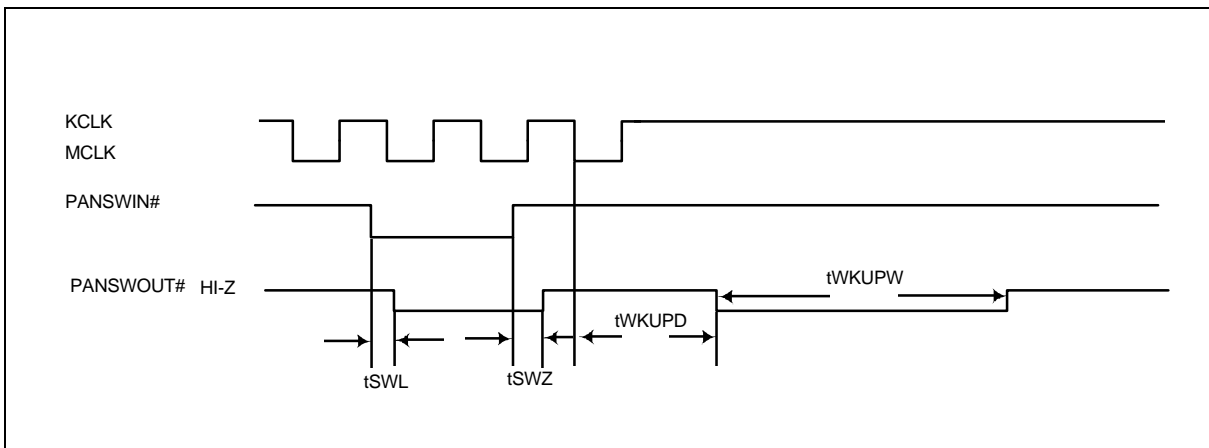 KCLK
MCLK
PANSWIN#
PANSWOUT# HI-Z
tWKUPW
tWKUPD
tSWL
tSWZ